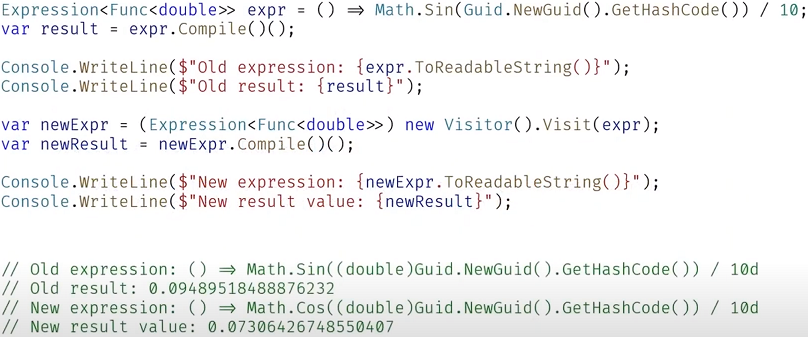 Expression<Func<double>> expr = () => Math.Sin(Guid.NewGuid().GetHashCode()) / 10;
var result = expr.Compile()();
Console.WriteLine($"Old expression: {expr.ToReadableString()}");
Console.WriteLine($"Old result: {result}");
var newExpr = (Expression<Func<double>>) new Visitor().Visit(expr);
var newResult = newExpr.Compile()();
Console.WriteLine($"New expression: {newExpr.ToReadableString()}");
Console.WriteLine($"New result value: {newResult}");
// Old expression: () => Math.Sin((double)Guid.NewGuid().GetHashCode()) / 10d
// Old result: 0.09489518488876232
// New expression: () => Math.Cos((double)Guid.NewGuid().GetHashCode()) / 10d
// New result value: 0.07306426748550407